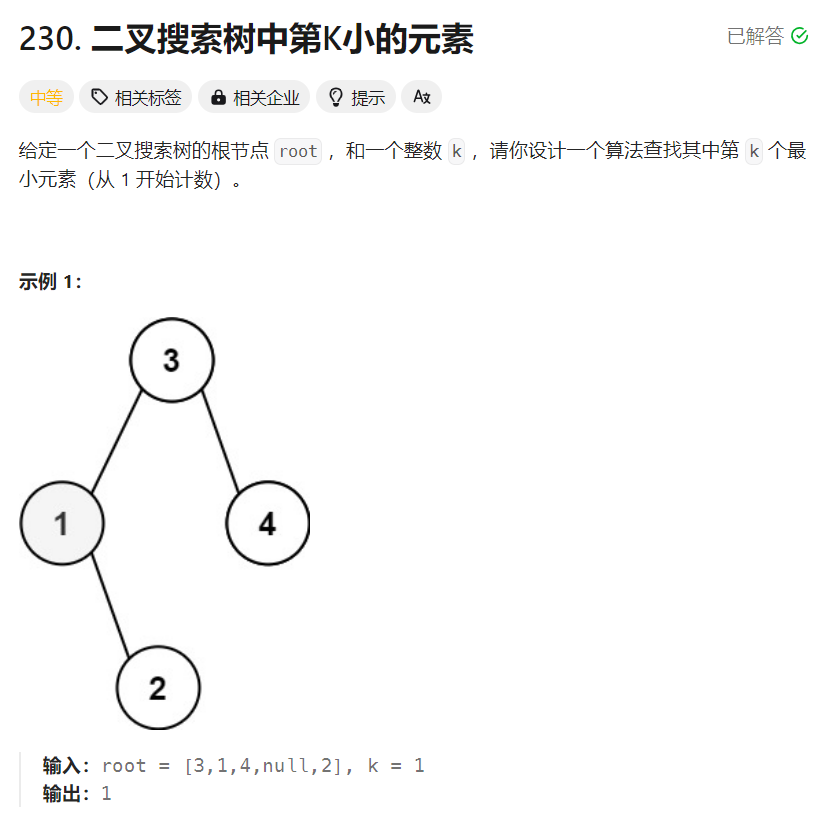 230. 二叉搜索树中第K小的元素
已解答
中等 相关标签 相关企业 提示 A文
给定一个二叉搜索树的根节点 root ，和一个整数 k ，请你设计一个算法查找其中第 k 个最
小元素（从 1 开始计数）。
示例 1：
3
1
4
2
输入：root = [3,1,4,null,2], k = 1
输出：1